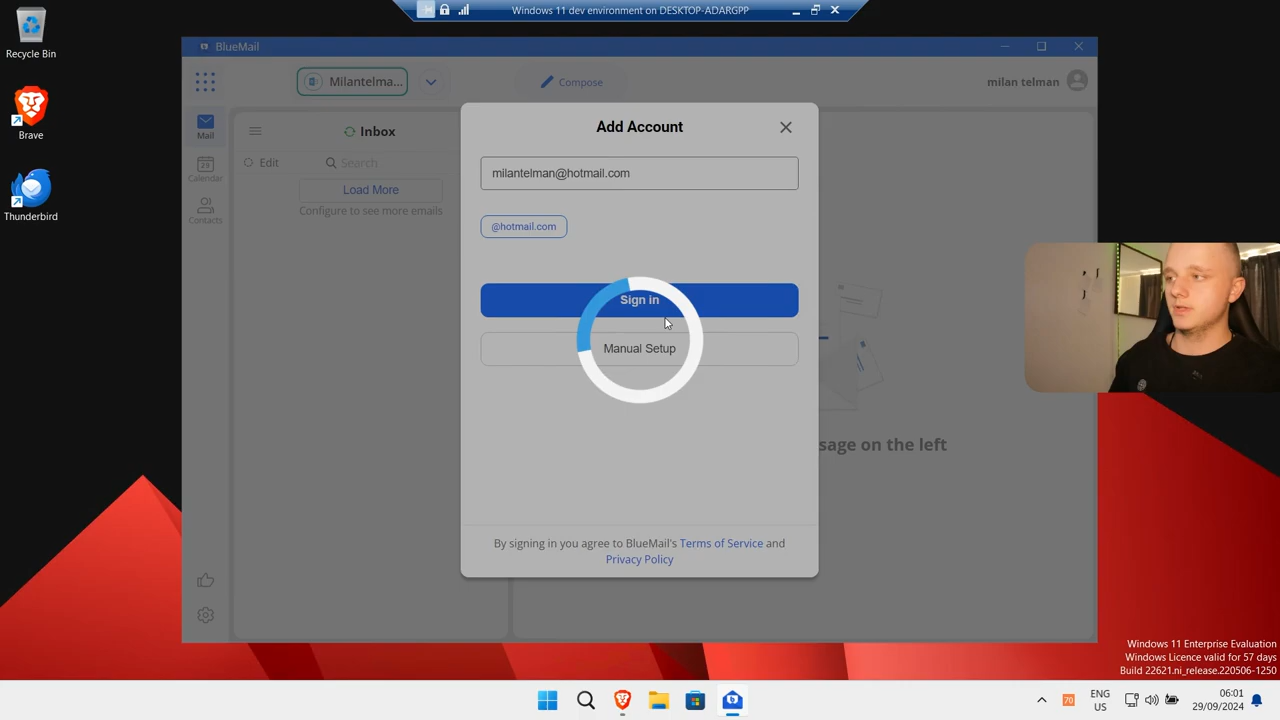 Windows 11 dev environment on DESKTOP-ADARGPP
Recycle Bin
Brave
Thunderbird
BlueMail
Milantelma...
Compose
milan telman
Mail
29
Calendar
Contacts
Inbox
Edit
Search
Load More
Configure to see more emails
Add Account
milantelman@hotmail.com
@hotmail.com
Sign in
Manual Setup
By signing in you agree to BlueMail's Terms of Service and
Privacy Policy
sage on the left
Windows 11 Enterprise Evaluation
Windows Licence valid for 57 days
Build 22621.ni_release.220506-1250
70
ENG
US
06:01
29/09/2024